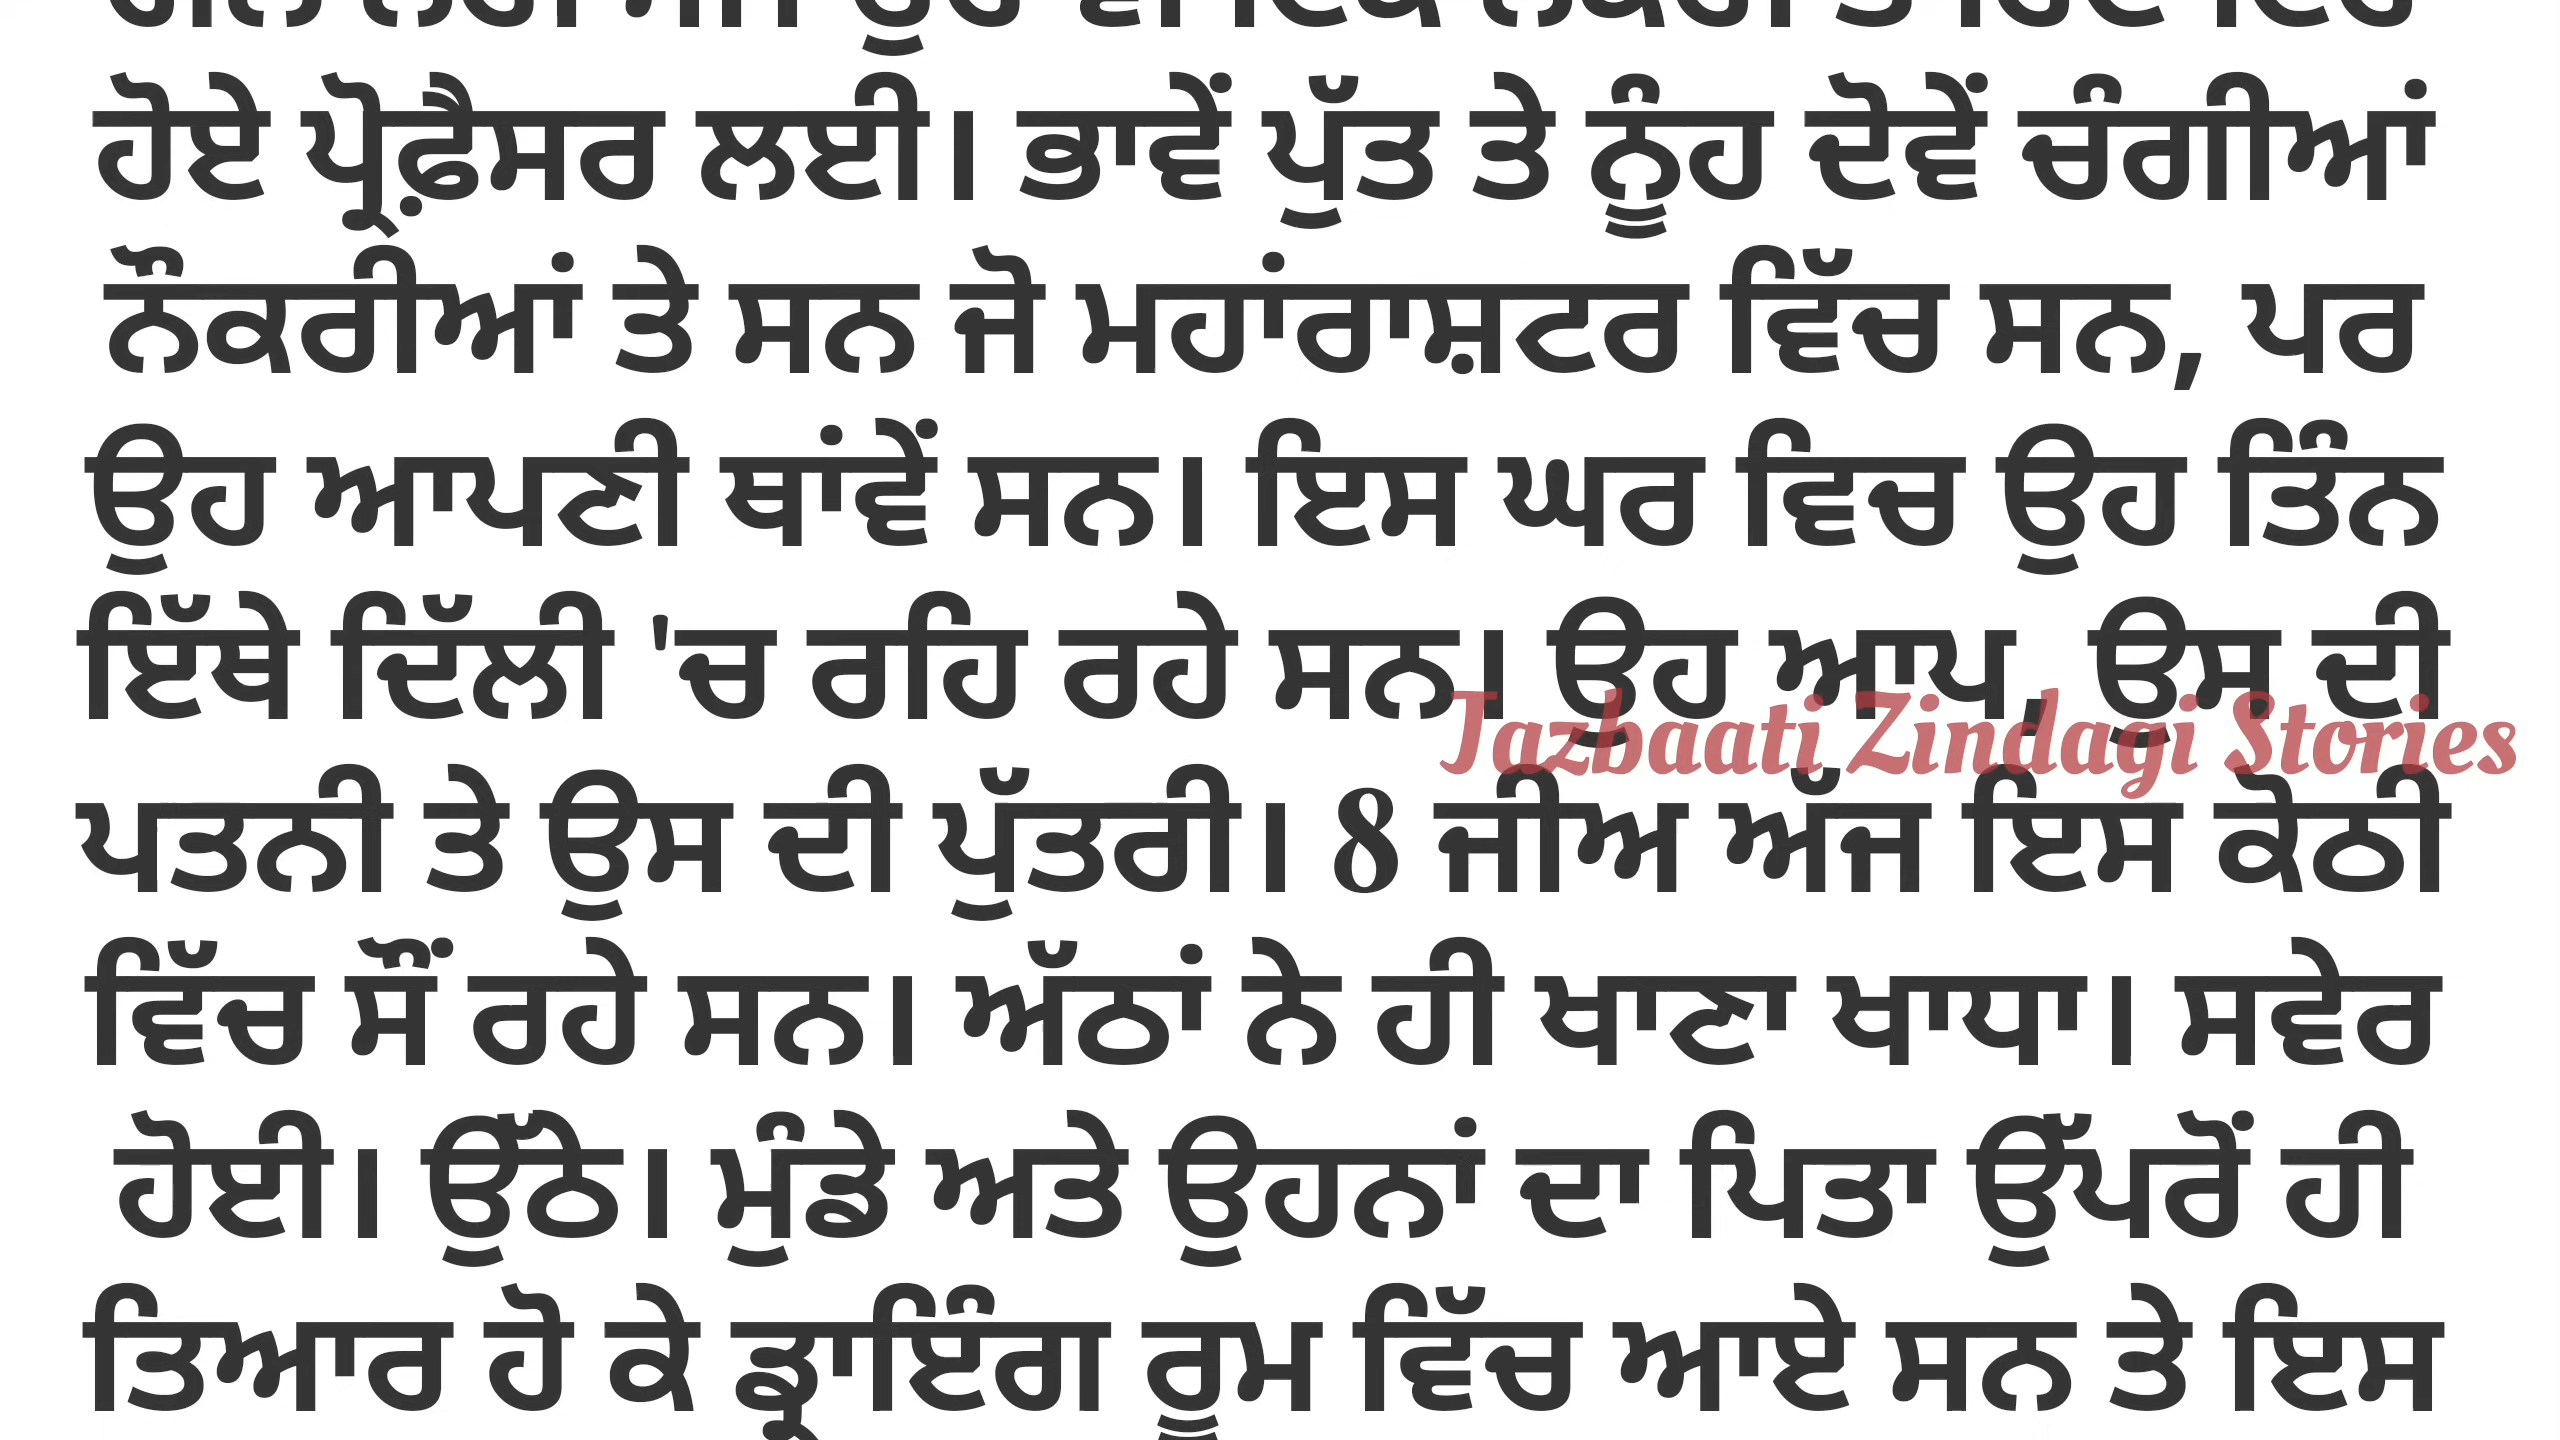 ਹੋਏ ਪ੍ਰੋਫ਼ੈਸਰ ਲਈ। ਭਾਵੇਂ ਪੁੱਤ ਤੇ ਨੂੰਹ ਦੋਵੇਂ ਚੰਗੀਆਂ
ਨੌਕਰੀਆਂ ਤੇ ਸਨ ਜੋ ਮਹਾਂਰਾਸ਼ਟਰ ਵਿੱਚ ਸਨ, ਪਰ
ਉਹ ਆਪਣੀ ਥਾਂਵੇਂ ਸਨ। ਇਸ ਘਰ ਵਿਚ ਉਹ ਤਿੰਨ
ਇੱਥੇ ਦਿੱਲੀ 'ਚ ਰਹਿ ਰਹੇ ਸਨ। ਉਹ ਆਪ, ਉਸ ਦੀ
Jazbaati Zindagi Stories
ਪਤਨੀ ਤੇ ਉਸ ਦੀ ਪੁੱਤਰੀ। 8 ਜੀਅ ਅੱਜ ਇਸ ਕੋਠੀ
ਵਿੱਚ ਸੌਂ ਰਹੇ ਸਨ। ਅੱਠਾਂ ਨੇ ਹੀ ਖਾਣਾ ਖਾਧਾ। ਸਵੇਰ
ਹੋਈ। ਉੱਠੇ। ਮੁੰਡੇ ਅਤੇ ਉਹਨਾਂ ਦਾ ਪਿਤਾ ਉੱਪਰੋਂ ਹੀ
ਤਿਆਰ ਹੋ ਕੇ ਡ੍ਰਾਇੰਗ ਰੂਮ ਵਿੱਚ ਆਏ ਸਨ ਤੇ ਇਸ